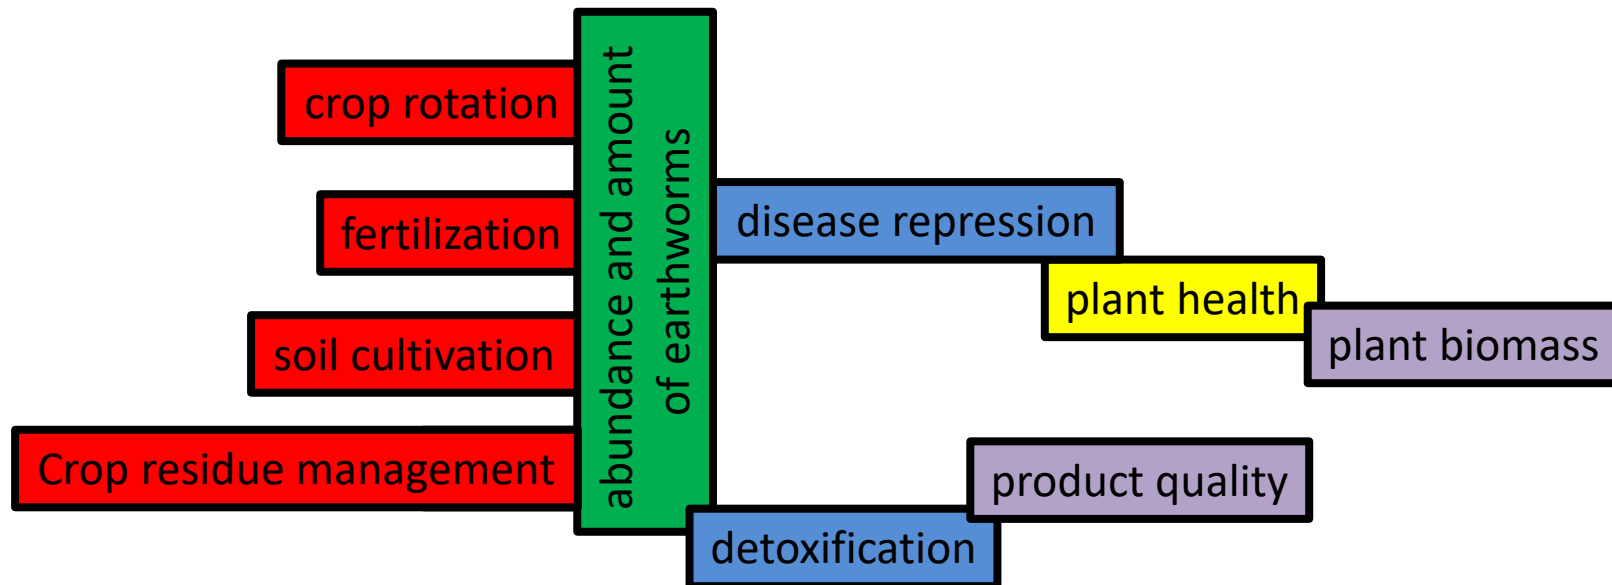 crop rotation
fertilization
soil cultivation
Crop residue management
abundance and amount
of earthworms
disease repression
plant health
plant biomass
product quality
detoxification